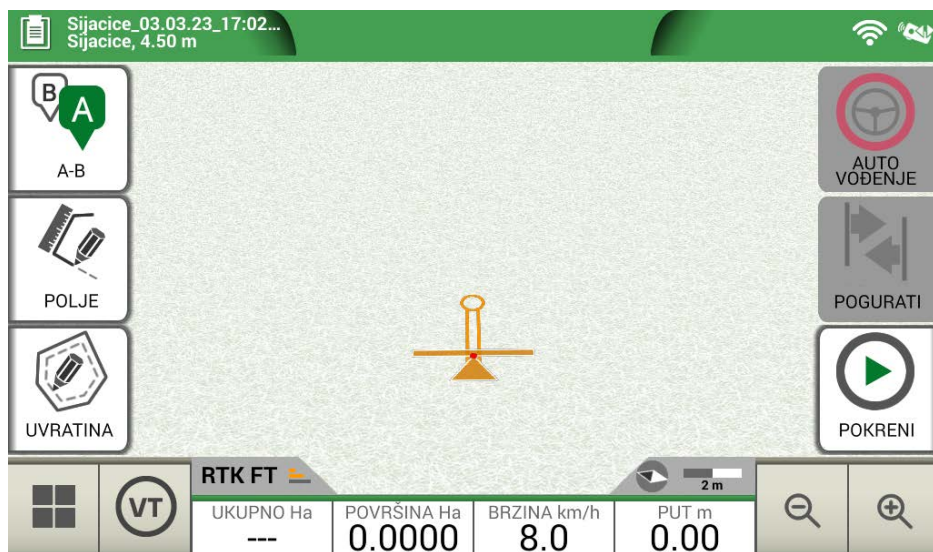 Sijacice_03.03.23_17:02...
Sijacice, 4.50 m
B
A
A-B
POLJE
UVRATINA
AUTO
VOĐENJE
POGURATI
POKRENI
RTK FT
2 m
VT
UKUPNO Ha
---
POVRŠINA Ha
0.0000
BRZINA km/h
8.0
PUT m
0.00